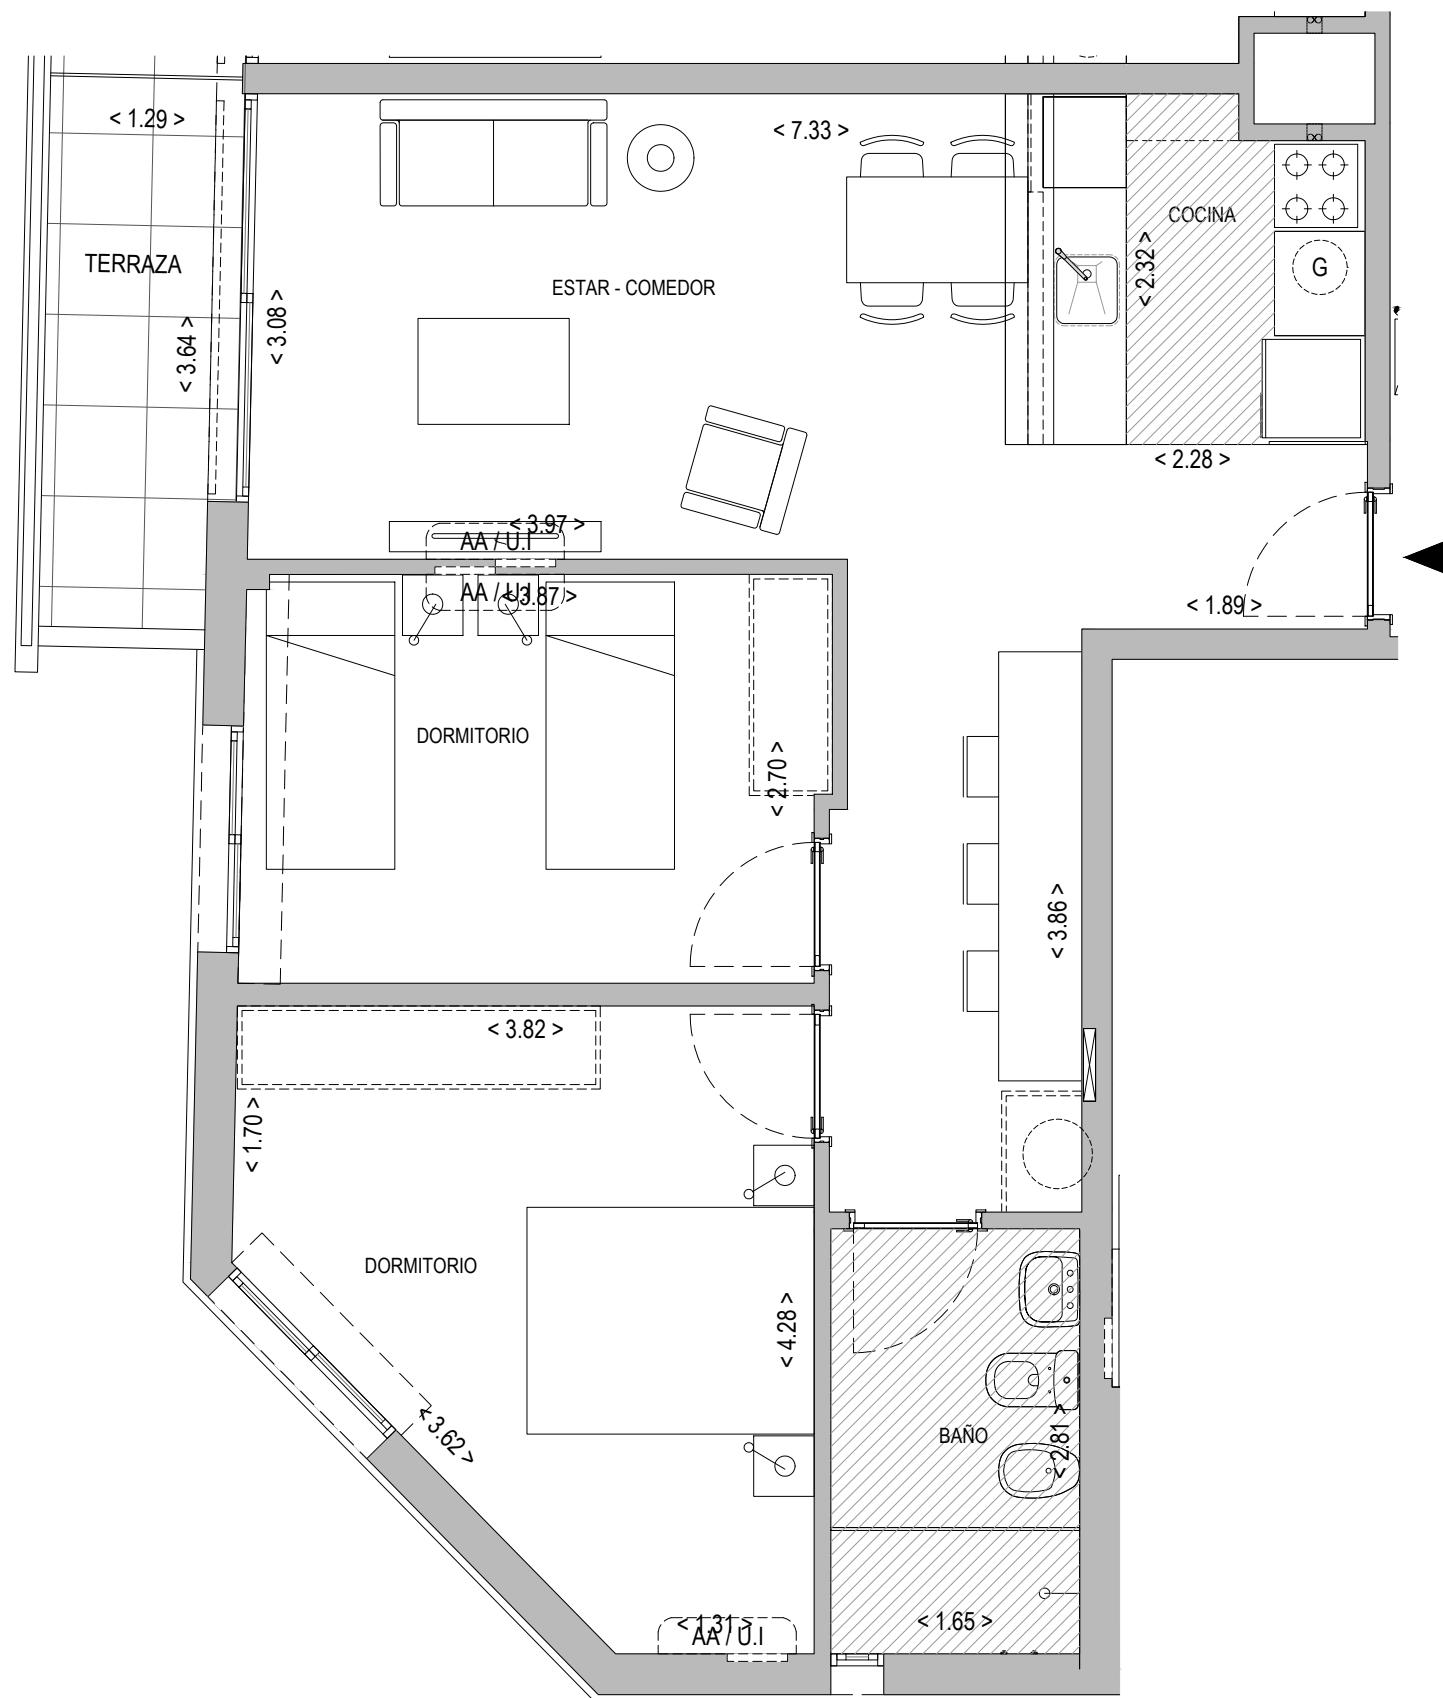 < 1.29 >
< 7.33 >
COCINA
TERRAZA
< 2.32 >
G
ESTAR - COMEDOR
< 3.08 >
< 3.64 >
< 2.28 >
< 3.97 >
AA / U.I
AA / U.I
< 3.87 >
< 1.89 >
DORMITORIO
< 2.70 >
< 3.86 >
< 3.82 >
< 1.70 >
DORMITORIO
< 4.28 >
< 3.62 >
BAÑO
< 2.81 >
< 1.31 >
AA / U.I
< 1.65 >